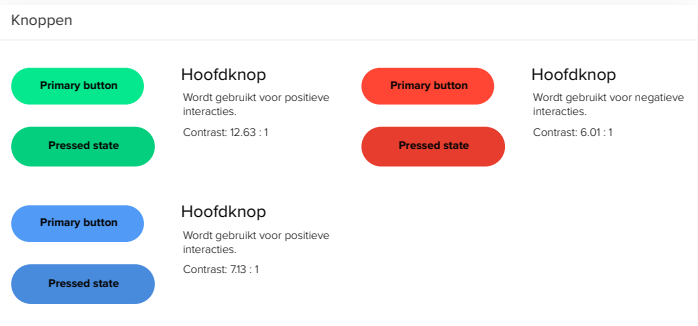 Knoppen
Primary button
Hoofdknop
Wordt gebruikt voor positieve
interacties.
Contrast: 12.63 : 1
Pressed state
Primary button
Hoofdknop
Wordt gebruikt voor negatieve
interacties.
Contrast: 6.01 : 1
Pressed state
Primary button
Hoofdknop
Wordt gebruikt voor positieve
interacties.
Contrast: 7.13 : 1
Pressed state